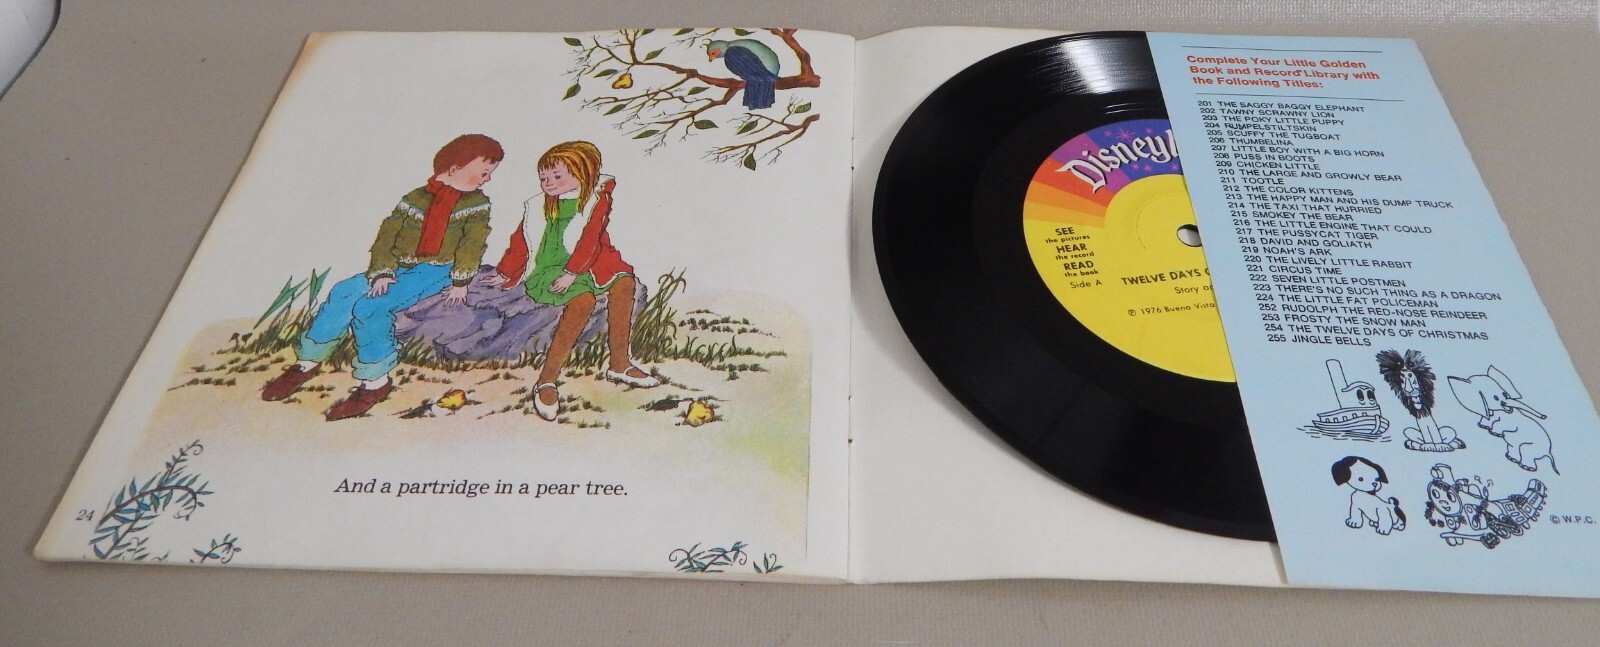 And a partridge in a pear tree.
24
Disneyl
SEE
the pictures
HEAR
the record
READ
the book
Side A
TWELVE DAYS
Story
℗ 1976 Buena Vista
Complete Your Little Golden
Book and Record Library with
the Following Titles:
201 THE SAGGY BAGGY ELEPHANT
202 TAWNY SCRAWNY LION
203 THE POKY LITTLE PUPPY
204 RUMPELSTILTSKIN
205 SCUFFY THE TUGBOAT
206 THUMBELINA
207 LITTLE BOY WITH A BIG HORN
208 PUSS IN BOOTS
209 CHICKEN LITTLE
210 THE LARGE AND GROWLY BEAR
211 TOOTLE
212 THE COLOR KITTENS
213 THE HAPPY MAN AND HIS DUMP TRUCK
214 THE TAXI THAT HURRIED
215 SMOKEY THE BEAR
216 THE LITTLE ENGINE THAT COULD
217 THE PUSSYCAT TIGER
218 DAVID AND GOLIATH
219 NOAH'S ARK
220 THE LIVELY LITTLE RABBIT
221 CIRCUS TIME
222 SEVEN LITTLE POSTMEN
223 THERE'S NO SUCH THING AS A DRAGON
224 THE LITTLE FAT POLICEMAN
252 RUDOLPH THE RED-NOSE REINDEER
253 FROSTY THE SNOW MAN
254 THE TWELVE DAYS OF CHRISTMAS
255 JINGLE BELLS
© W.P.C.